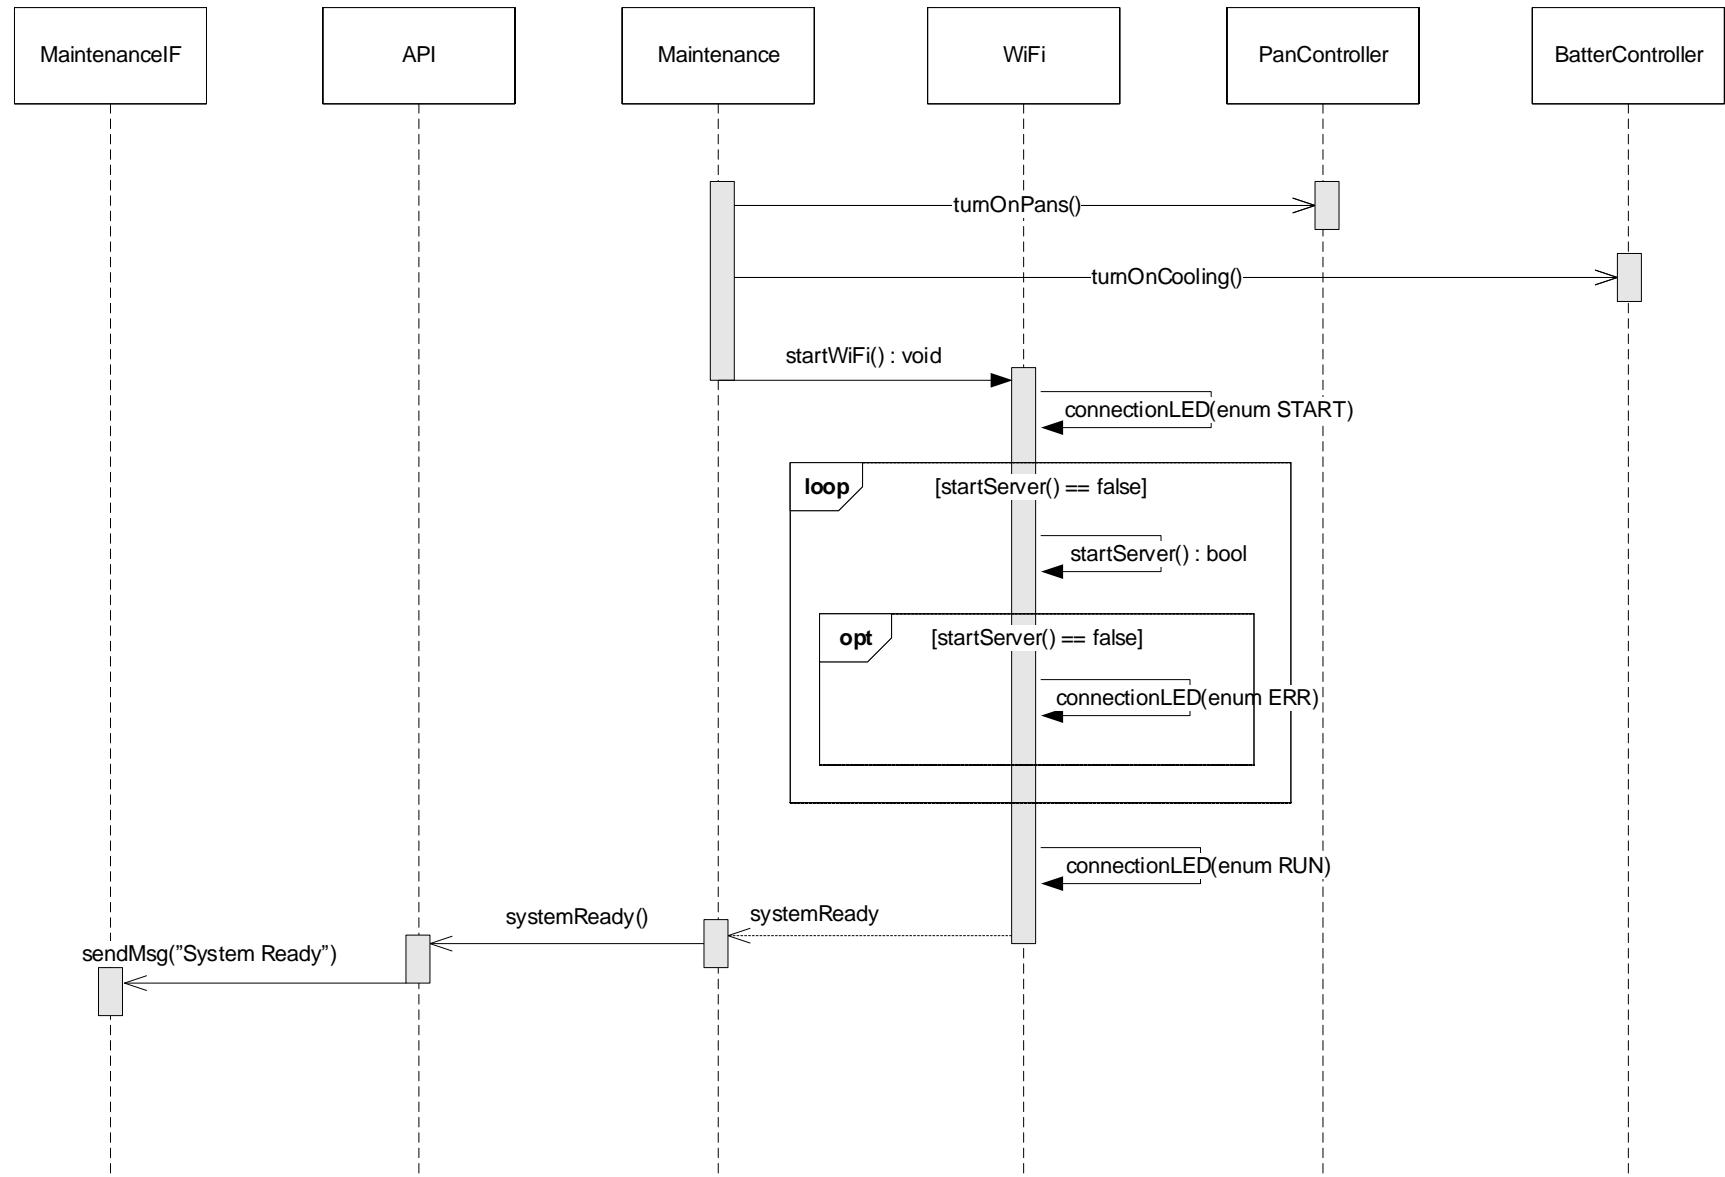 MaintenanceIF
API
Maintenance
WiFi
PanController
BatterController
turnOnPans()
turnOnCooling()
startWiFi() : void
connectionLED(enum START)
loop
[startServer() == false]
startServer() : bool
opt
[startServer() == false]
connectionLED(enum ERR)
connectionLED(enum RUN)
systemReady
systemReady()
sendMsg(”System Ready”)